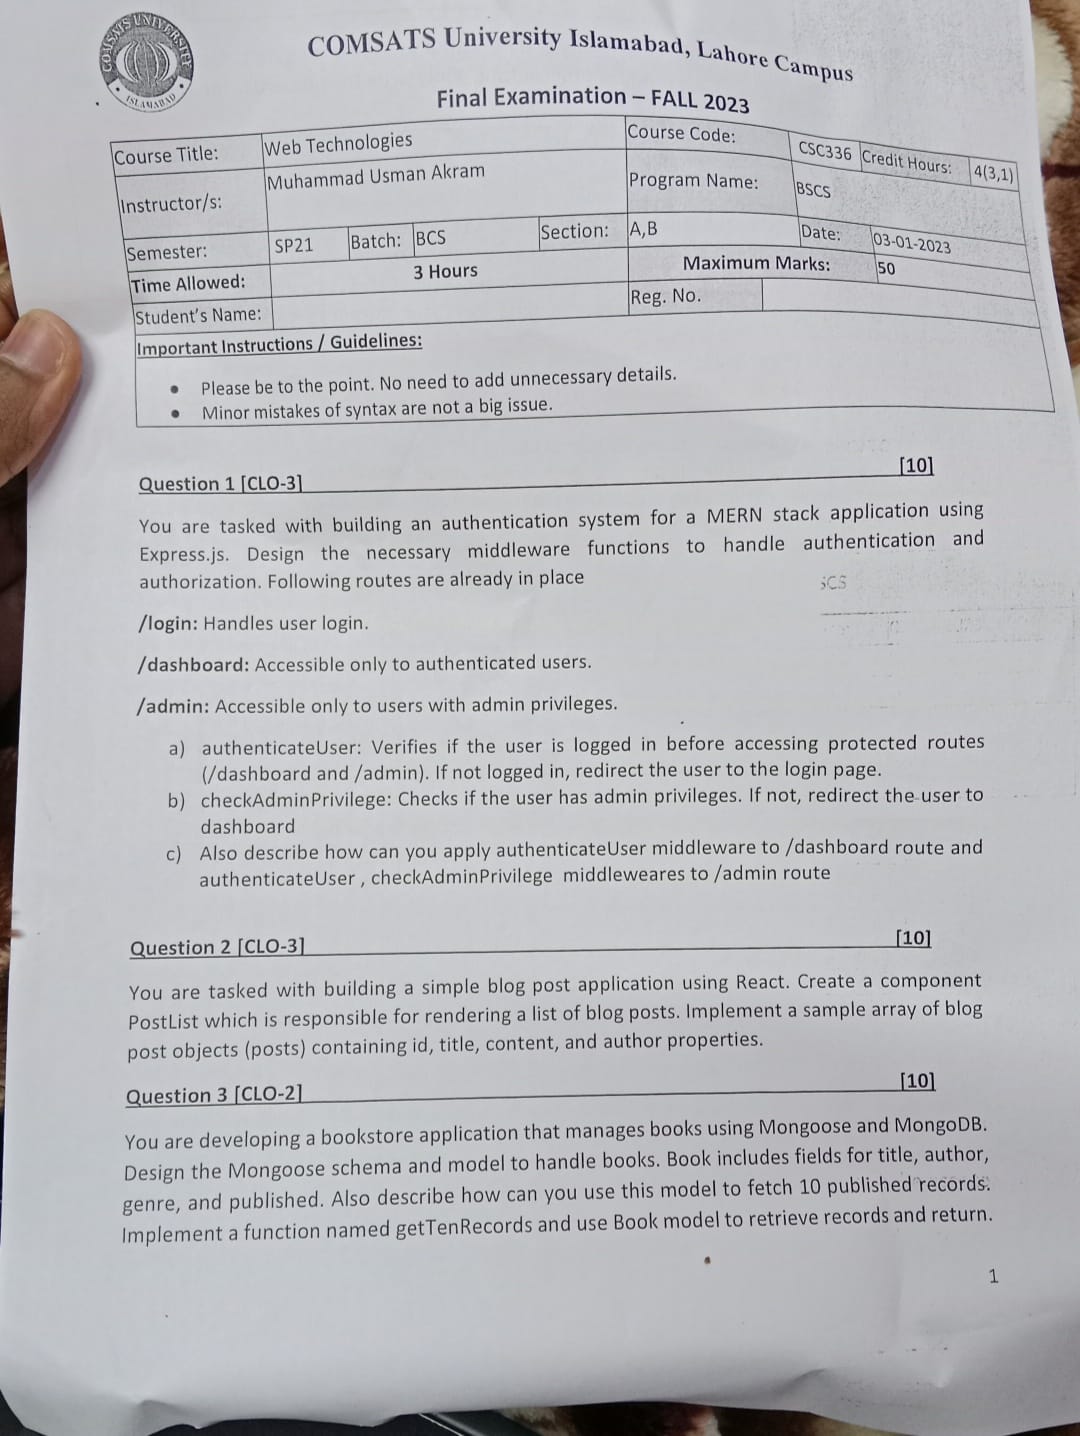 COMSATS UNIVERSITY
ISLAMABAD
COMSATS University Islamabad, Lahore Campus
Final Examination – FALL 2023
Course Title: Web Technologies Course Code: CSC336 Credit Hours: 4(3,1)
Instructor/s: Muhammad Usman Akram Program Name: BSCS
Semester: SP21 Batch: BCS Section: A,B Date: 03-01-2023
Time Allowed: 3 Hours Maximum Marks: 50
Student's Name: Reg. No.
Important Instructions / Guidelines:
• Please be to the point. No need to add unnecessary details.
• Minor mistakes of syntax are not a big issue.
Question 1 [CLO-3] [10]
You are tasked with building an authentication system for a MERN stack application using
Express.js. Design the necessary middleware functions to handle authentication and
authorization. Following routes are already in place
/login: Handles user login.
/dashboard: Accessible only to authenticated users.
/admin: Accessible only to users with admin privileges.
a) authenticateUser: Verifies if the user is logged in before accessing protected routes
(/dashboard and /admin). If not logged in, redirect the user to the login page.
b) checkAdminPrivilege: Checks if the user has admin privileges. If not, redirect the user to
dashboard
c) Also describe how can you apply authenticateUser middleware to /dashboard route and
authenticateUser , checkAdminPrivilege middleweares to /admin route
Question 2 [CLO-3] [10]
You are tasked with building a simple blog post application using React. Create a component
PostList which is responsible for rendering a list of blog posts. Implement a sample array of blog
post objects (posts) containing id, title, content, and author properties.
Question 3 [CLO-2] [10]
You are developing a bookstore application that manages books using Mongoose and MongoDB.
Design the Mongoose schema and model to handle books. Book includes fields for title, author,
genre, and published. Also describe how can you use this model to fetch 10 published records.
Implement a function named getTenRecords and use Book model to retrieve records and return.
1